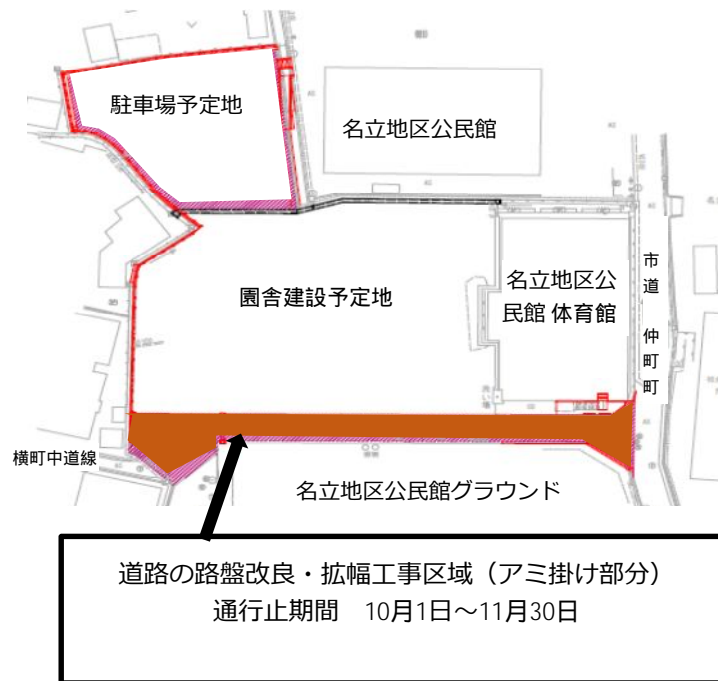 駐車場予定地
名立地区公民館
園舎建設予定地
名立地区公
民館 体育館
市道 仲町町
横町中道線
名立地区公民館グラウンド
道路の路盤改良・拡幅工事区域（アミ掛け部分）
通行止期間　10月1日～11月30日